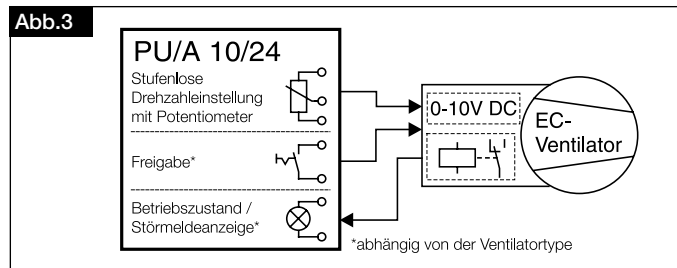 Abb.3
PU/A 10/24
Stufenlose
Drehzahleinstellung
mit Potentiometer
Freigabe*
Betriebszustand /
Störmeldeanzeige*
0-10V DC
EC-
Ventilator
*abhängig von der Ventilatortype